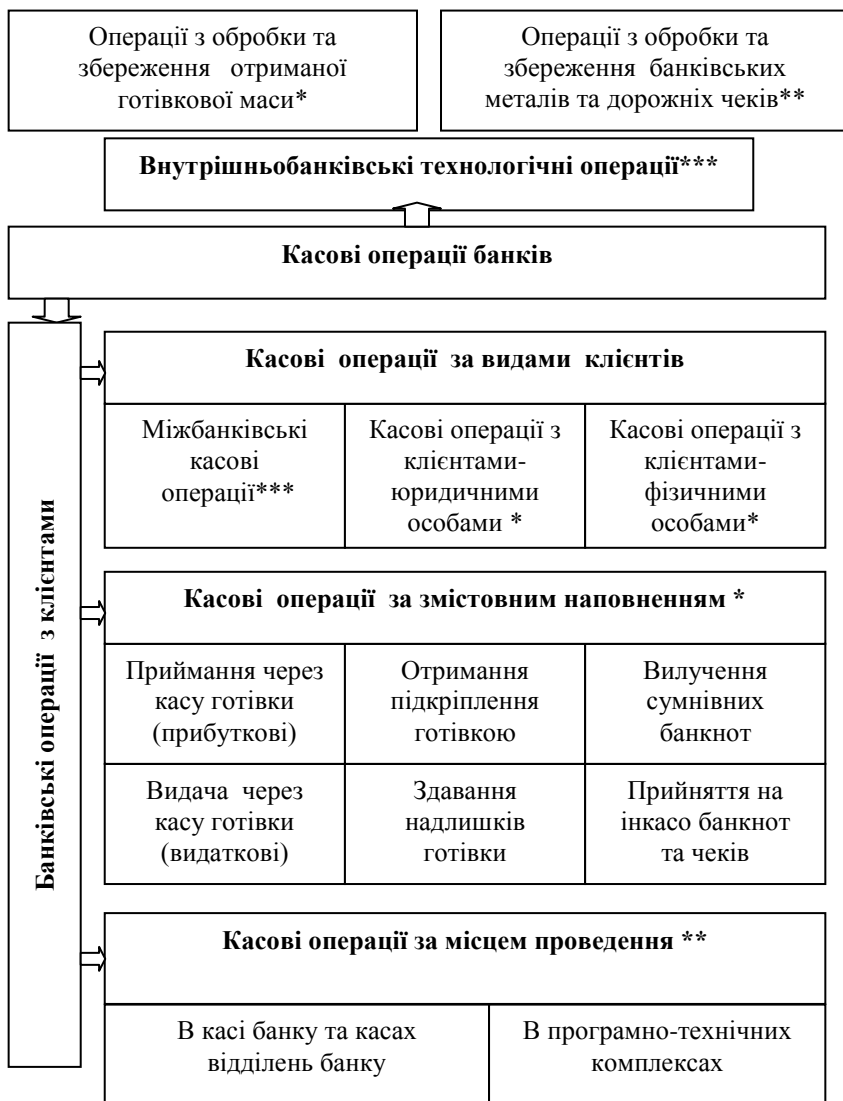 Операції з обробки та
збереження отриманої
готівкової маси*
Операції з обробки та
збереження банківських
металів та дорожніх чеків**
Внутрішньобанківські технологічні операції***
Касові операції банків
Банківські операції з клієнтами
Касові операції за видами клієнтів
Міжбанківські
касові
операції***
Касові операції з
клієнтами-
юридичними
особами *
Касові операції з
клієнтами-
фізичними
особами*
Касові операції за змістовним наповненням *
Приймання через
касу готівки
(прибуткові)
Отримання
підкріплення
готівкою
Вилучення
сумнівних
банкнот
Видача через
касу готівки
(видаткові)
Здавання
надлишків
готівки
Прийняття на
інкасо банкнот
та чеків
Касові операції за місцем проведення **
В касі банку та касах
відділень банку
В програмно-технічних
комплексах